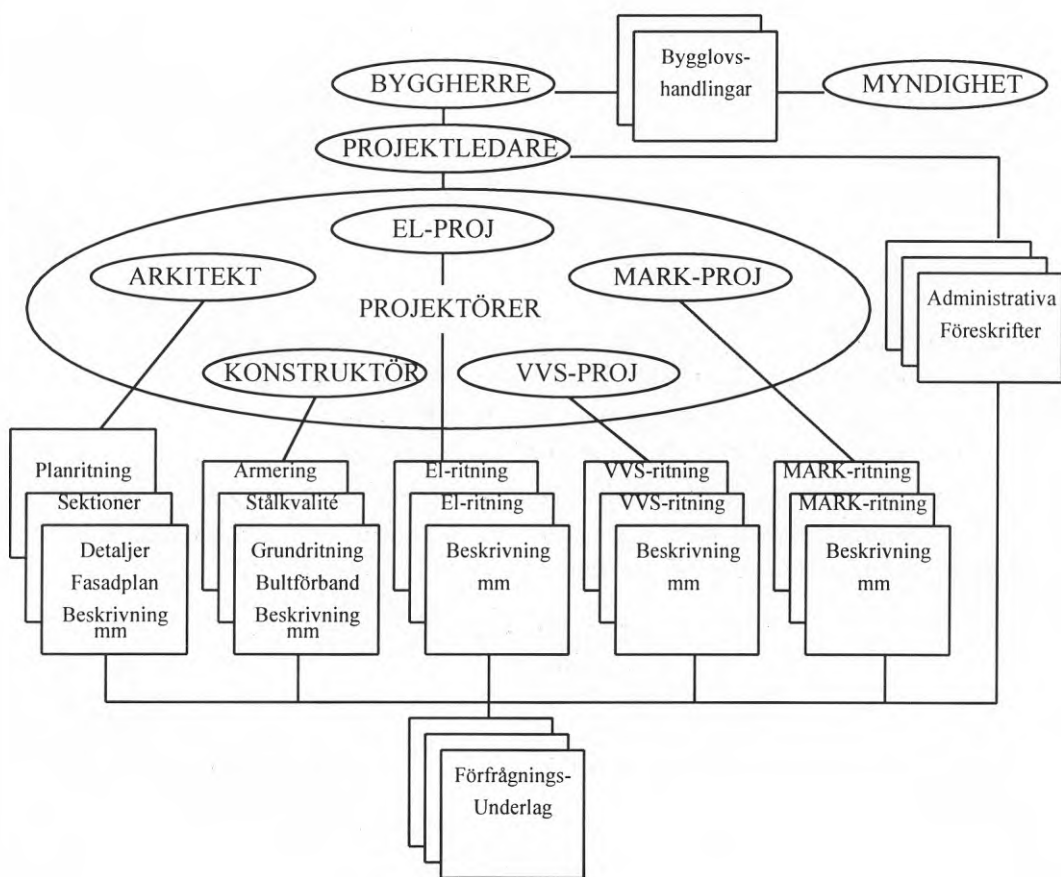 Bygglovs-
handlingar
BYGGHERRE
MYNDIGHET
PROJEKTLEDARE
EL-PROJ
ARKITEKT
MARK-PROJ
PROJEKTÖRER
Administrativa
Föreskrifter
KONSTRUKTÖR
VVS-PROJ
Planritning
Sektioner
Detaljer
Fasadplan
Beskrivning
mm
Armering
Stålkvalité
Grundritning
Bultförband
Beskrivning
mm
El-ritning
El-ritning
Beskrivning
mm
VVS-ritning
VVS-ritning
Beskrivning
mm
MARK-ritning
MARK-ritning
Beskrivning
mm
Förfrågnings-
Underlag